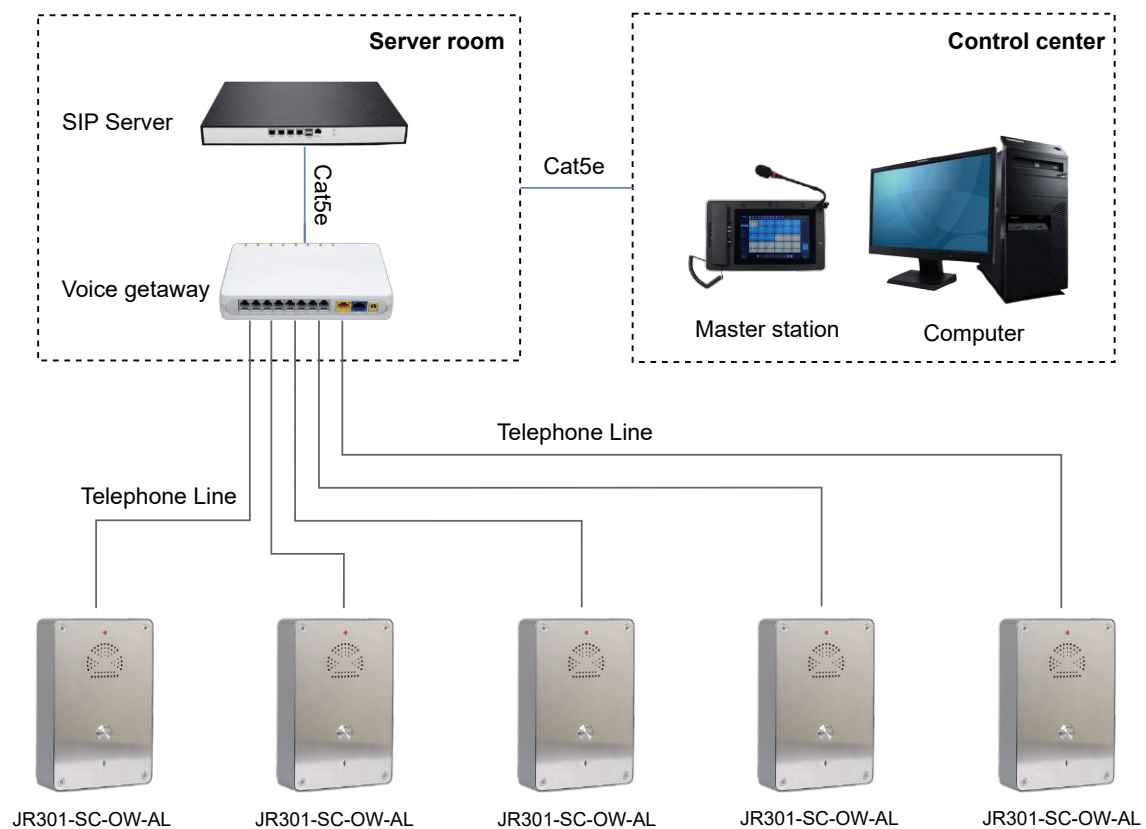 Server room
Control center
SIP Server
Cat5e
Cat5e
Voice getaway
Master station
Computer
Telephone Line
Telephone Line
JR301-SC-OW-AL
JR301-SC-OW-AL
JR301-SC-OW-AL
JR301-SC-OW-AL
JR301-SC-OW-AL